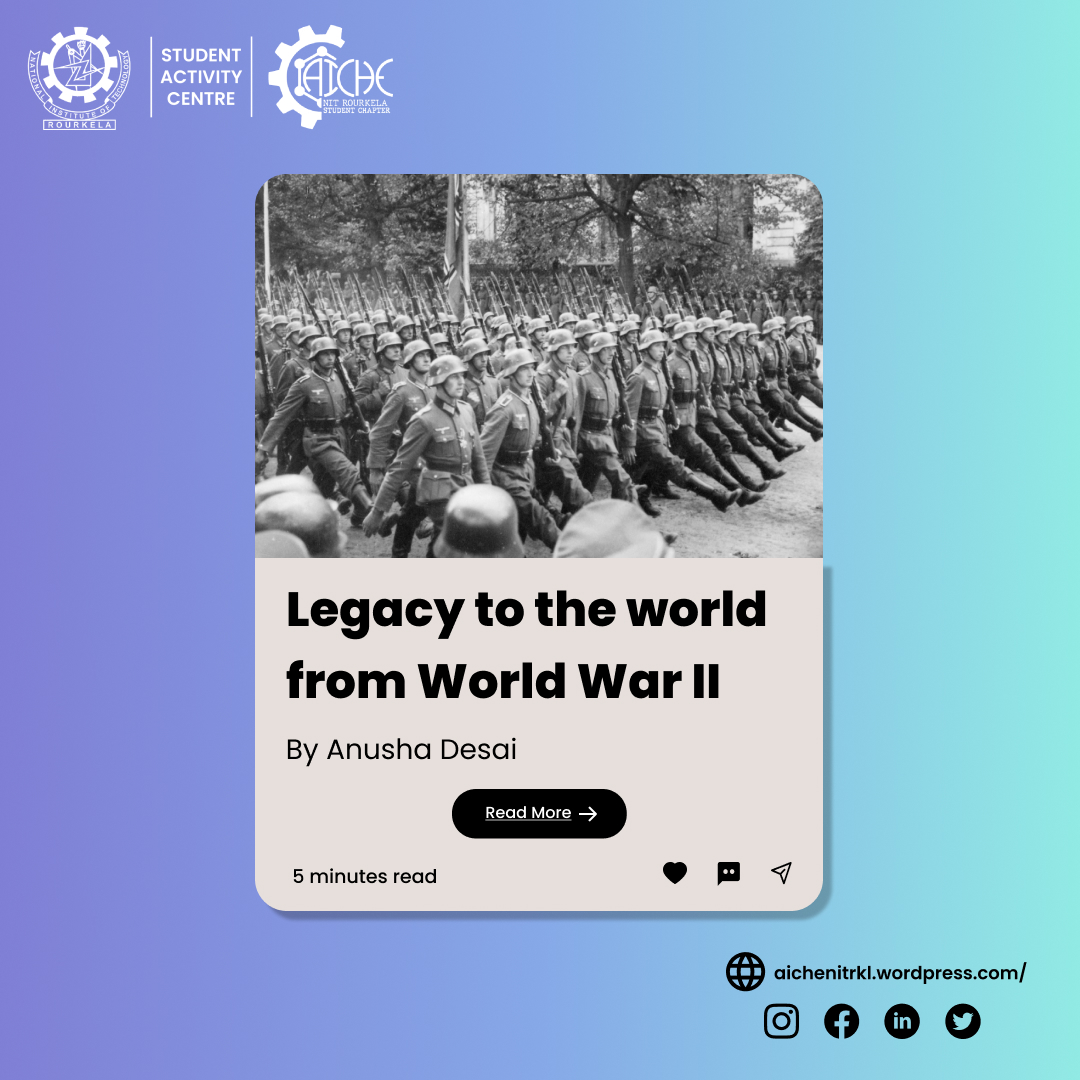 NATIONAL INSTITUTE OF TECHNOLOGY
ROURKELA
STUDENT
ACTIVITY
CENTRE
AIChE
NIT ROURKELA
STUDENT CHAPTER
Legacy to the world
from World War II
By Anusha Desai
Read More
5 minutes read
aichenitrkl.wordpress.com/
in